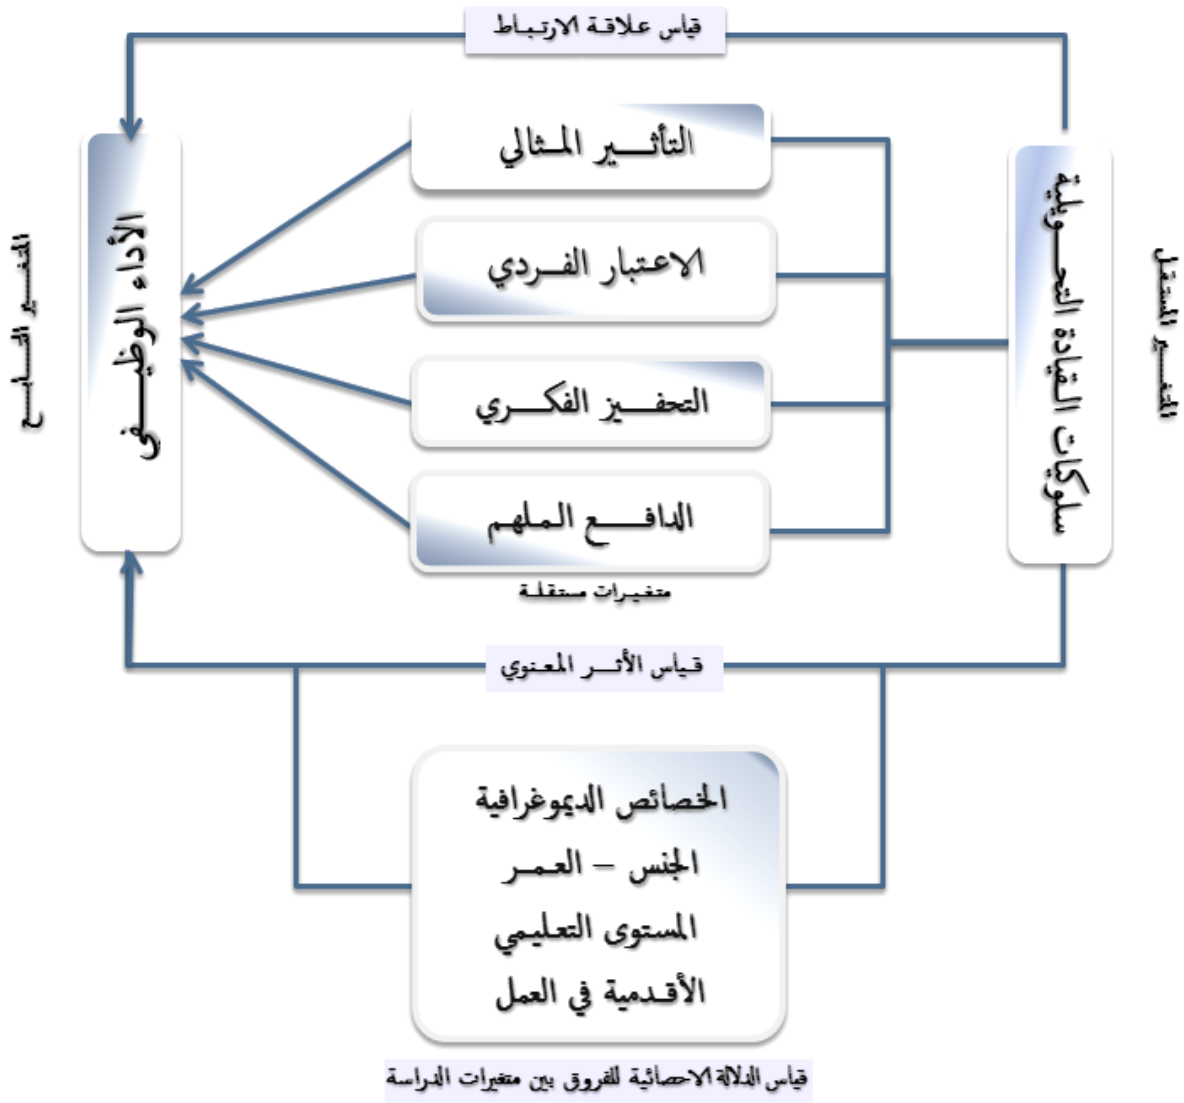 قياس علاقة الارتباط
المتغير المستقل
سلوكيات القيادة التحويلية
التأثير المثالي
الاعتبار الفردي
التحفيز الفكري
الدافع الملهم
متغيرات مستقلة
الأداء الوظيفى
المتغير التابع
قياس الأثر المعنوي
الخصائص الديموغرافية
الجنس – العمر
المستوى التعليمي
الأقدمية في العمل
قياس الدلالة الاحصائية للفروق بين متغيرات الدراسة